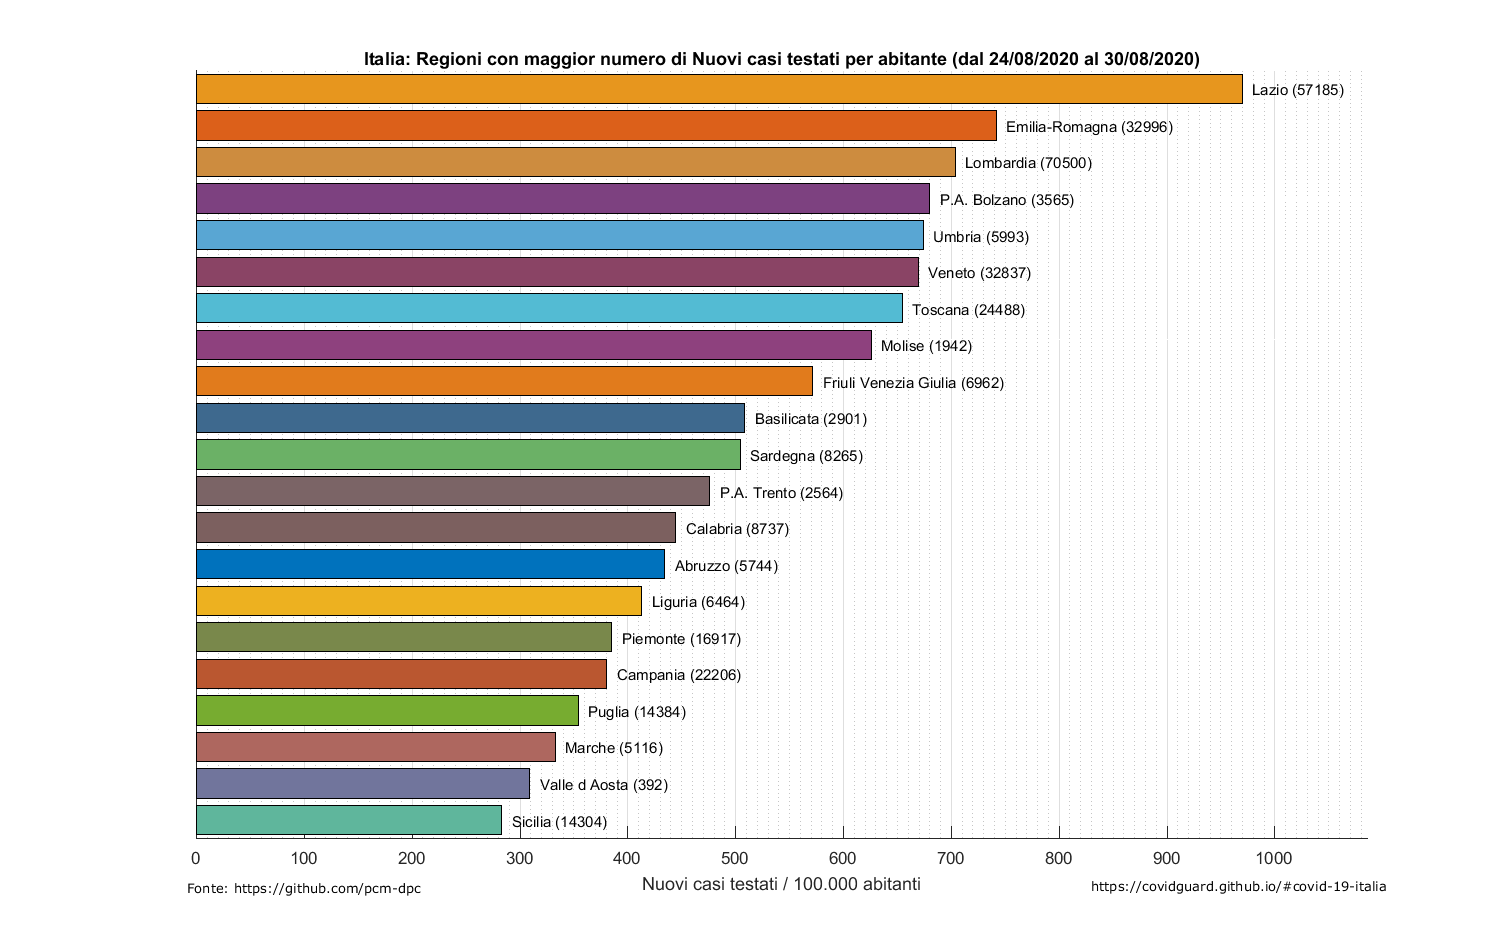 Italia: Regioni con maggior numero di Nuovi casi testati per abitante (dal 24/08/2020 al 30/08/2020)
Lazio (57185)
Emilia-Romagna (32996)
Lombardia (70500)
P.A. Bolzano (3565)
Umbria (5993)
Veneto (32837)
Toscana (24488)
Molise (1942)
Friuli Venezia Giulia (6962)
Basilicata (2901)
Sardegna (8265)
P.A. Trento (2564)
Calabria (8737)
Abruzzo (5744)
Liguria (6464)
Piemonte (16917)
Campania (22206)
Puglia (14384)
Marche (5116)
Valle d Aosta (392)
Sicilia (14304)
0 100 200 300 400 500 600 700 800 900 1000
Nuovi casi testati / 100.000 abitanti
Fonte: https://github.com/pcm-dpc
https://covidguard.github.io/#covid-19-italia